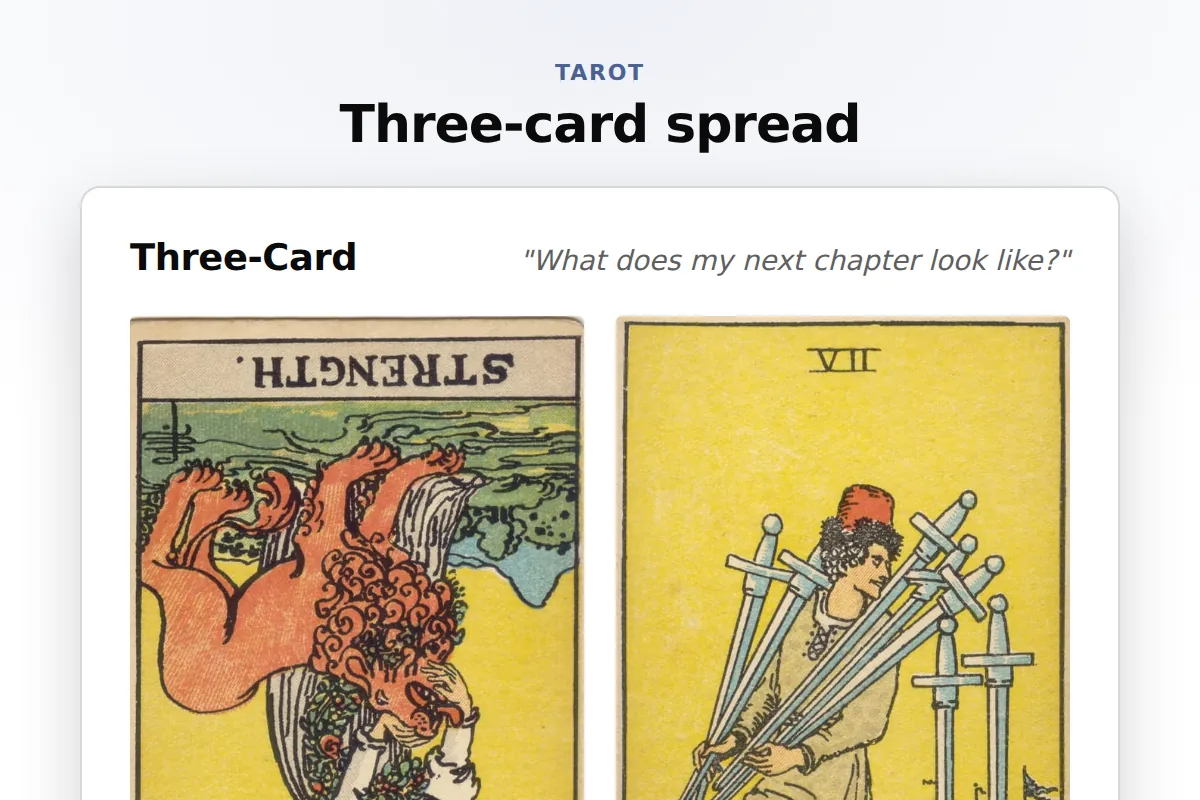 TAROT
Three-card spread
Three-Card
"What does my next chapter look like?"
STRENGTH.
VII